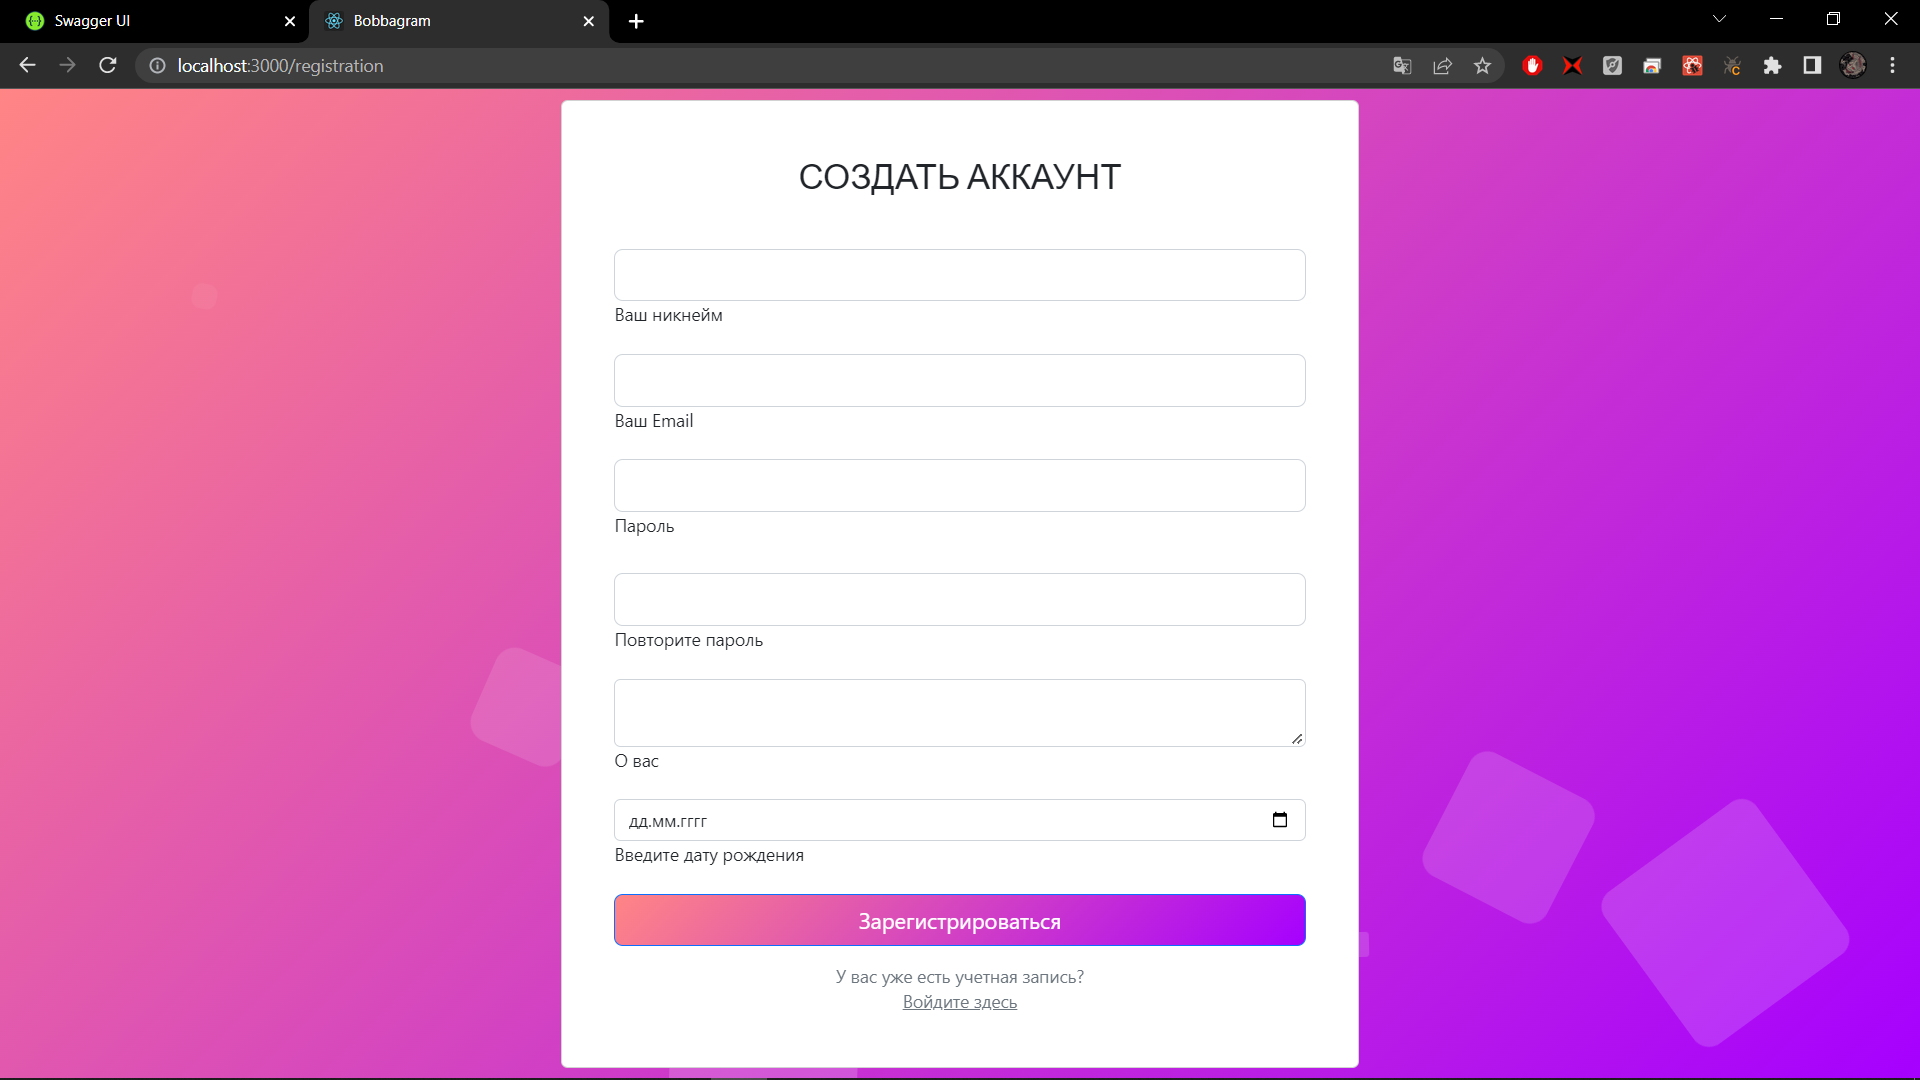 Swagger UI
Bobbagram
localhost:3000/registration
СОЗДАТЬ АККАУНТ
Ваш никнейм
Ваш Email
Пароль
Повторите пароль
О вас
дд.мм.гггг
Введите дату рождения
Зарегистрироваться
У вас уже есть учетная запись?
Войдите здесь